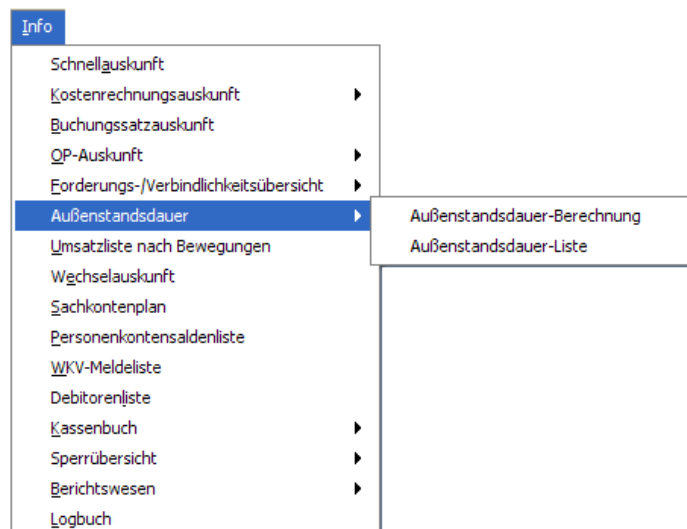 Info
Schnellauskunft
Kostenrechnungsauskunft
Buchungssatzauskunft
OP-Auskunft
Forderungs-/Verbindlichkeitsübersicht
Außenstandsdauer
Außenstandsdauer-Berechnung
Umsatzliste nach Bewegungen
Außenstandsdauer-Liste
Wechselauskunft
Sachkontenplan
Personenkontensaldenliste
WKV-Meldeliste
Debitorenliste
Kassenbuch
Sperrübersicht
Berichtswesen
Logbuch